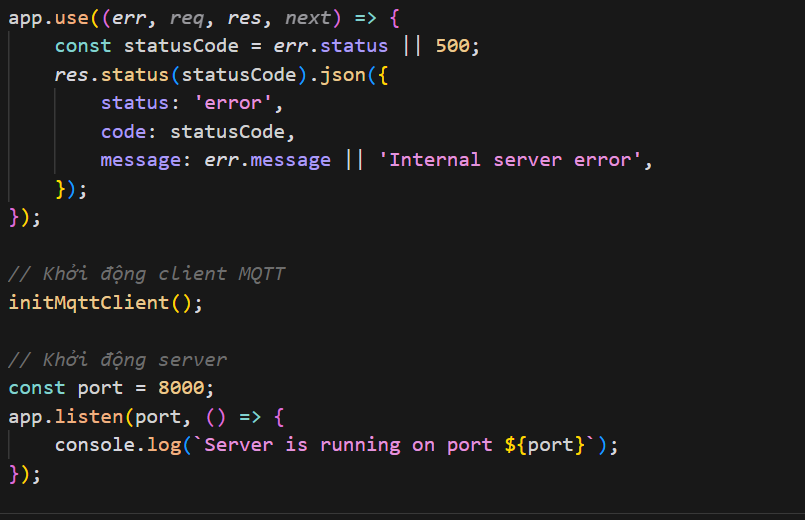 app.use((err, req, res, next) => {
    const statusCode = err.status || 500;
    res.status(statusCode).json({
        status: 'error',
        code: statusCode,
        message: err.message || 'Internal server error',
    });
});

// Khởi động client MQTT
initMqttClient();

// Khởi động server
const port = 8000;
app.listen(port, () => {
    console.log(`Server is running on port ${port}`);
});